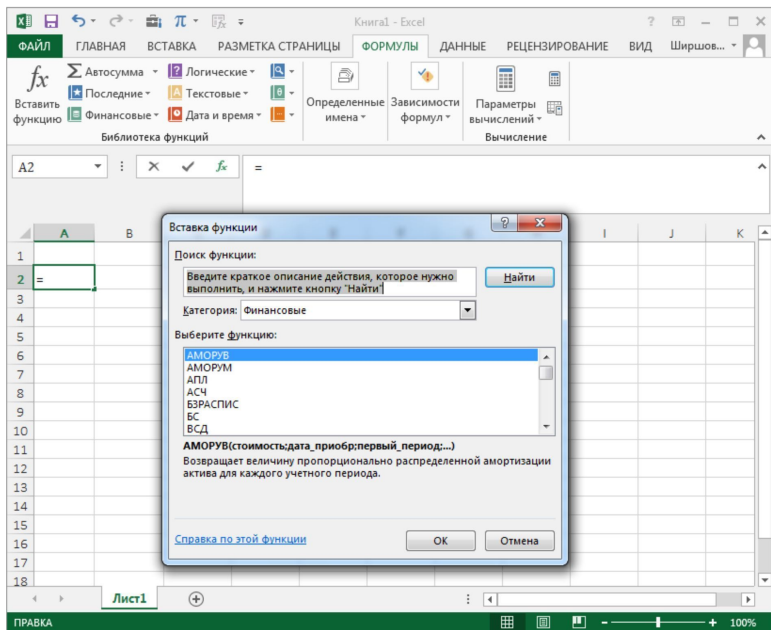 Книга1 - Excel
ФАЙЛ ГЛАВНАЯ ВСТАВКА РАЗМЕТКА СТРАНИЦЫ ФОРМУЛЫ ДАННЫЕ РЕЦЕНЗИРОВАНИЕ ВИД Ширшов...
Вставить функцию
Σ Автосумма
Последние
Финансовые
Логические
Текстовые
Дата и время
Библиотека функций
Определенные имена
Зависимости формул
Параметры вычислений
Вычисление
A2 fx =
A B I J K
1
2 =
3
4
5
6
7
8
9
10
11
12
13
14
15
16
17
18
Вставка функции
Поиск функции:
Введите краткое описание действия, которое нужно
выполнить, и нажмите кнопку "Найти"
Найти
Категория: Финансовые
Выберите функцию:
АМОРУВ
АМОРУМ
АПЛ
АСЧ
БЗРАСПИС
БС
ВСД
АМОРУВ(стоимость;дата_приобр;первый_период;...)
Возвращает величину пропорционально распределенной амортизации
актива для каждого учетного периода.
Справка по этой функции
ОК Отмена
Лист1
ПРАВКА 100%